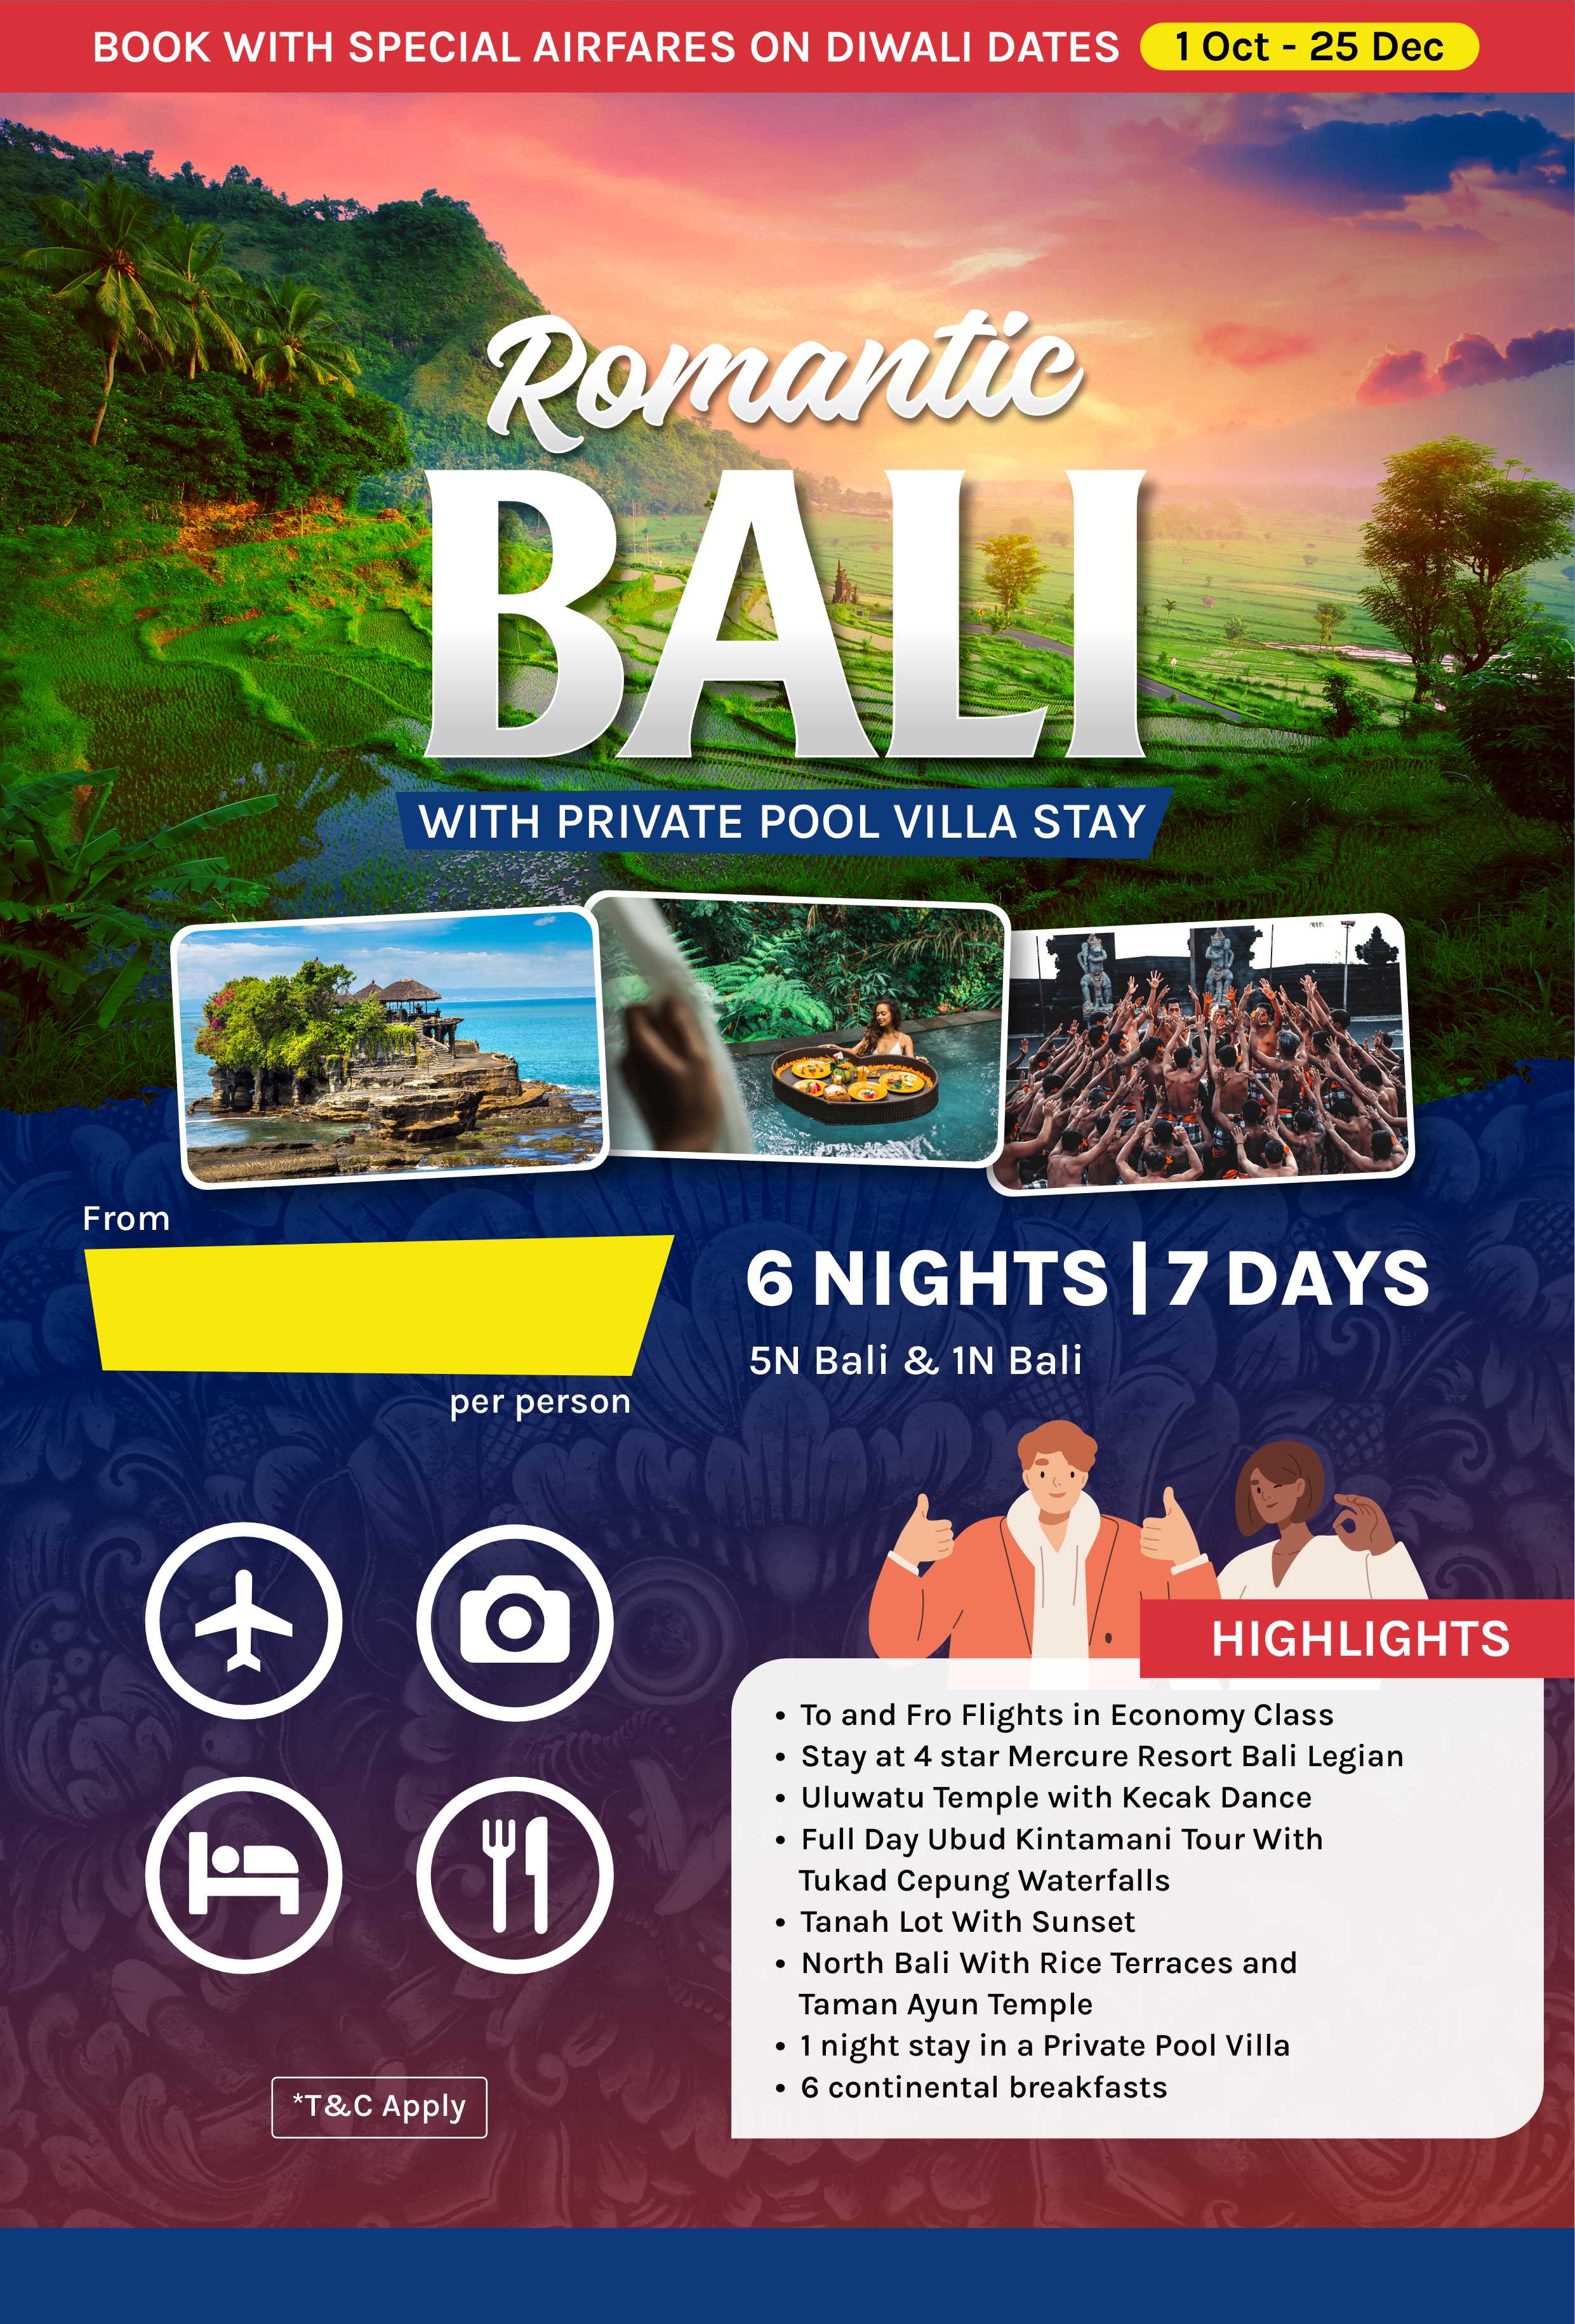 BOOK WITH SPECIAL AIRFARES ON DIWALI DATES 1 Oct - 25 Dec
Romantic
BALI
WITH PRIVATE POOL VILLA STAY
From
per person
6 NIGHTS | 7 DAYS
5N Bali & 1N Bali
HIGHLIGHTS
• To and Fro Flights in Economy Class
• Stay at 4 star Mercure Resort Bali Legian
• Uluwatu Temple with Kecak Dance
• Full Day Ubud Kintamani Tour With
Tukad Cepung Waterfalls
• Tanah Lot With Sunset
• North Bali With Rice Terraces and
Taman Ayun Temple
• 1 night stay in a Private Pool Villa
• 6 continental breakfasts
*T&C Apply